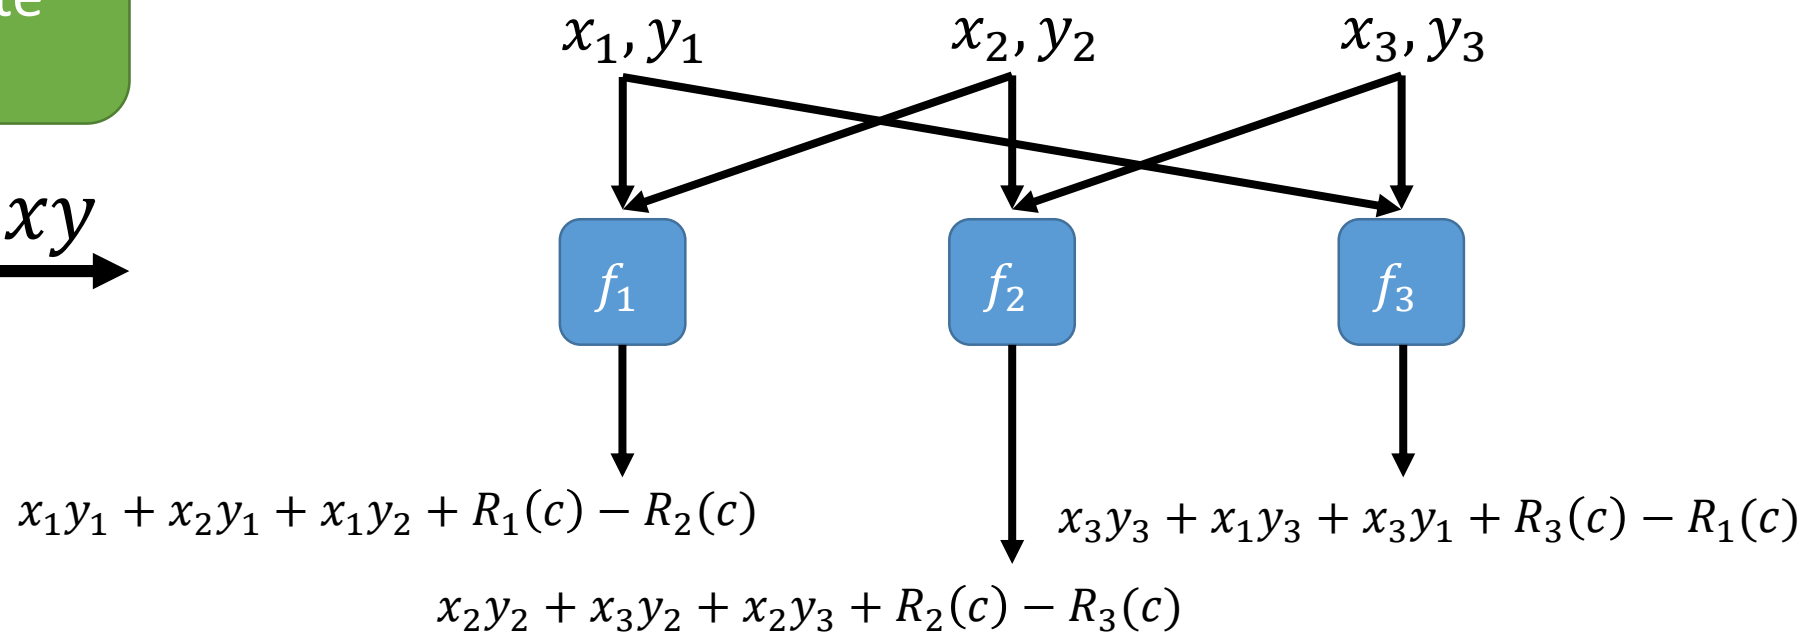 x₁, y₁
x₂, y₂
x₃, y₃
xy
f₁
f₂
f₃
x₁y₁ + x₂y₁ + x₁y₂ + R₁(c) − R₂(c)
x₃y₃ + x₁y₃ + x₃y₁ + R₃(c) − R₁(c)
x₂y₂ + x₃y₂ + x₂y₃ + R₂(c) − R₃(c)